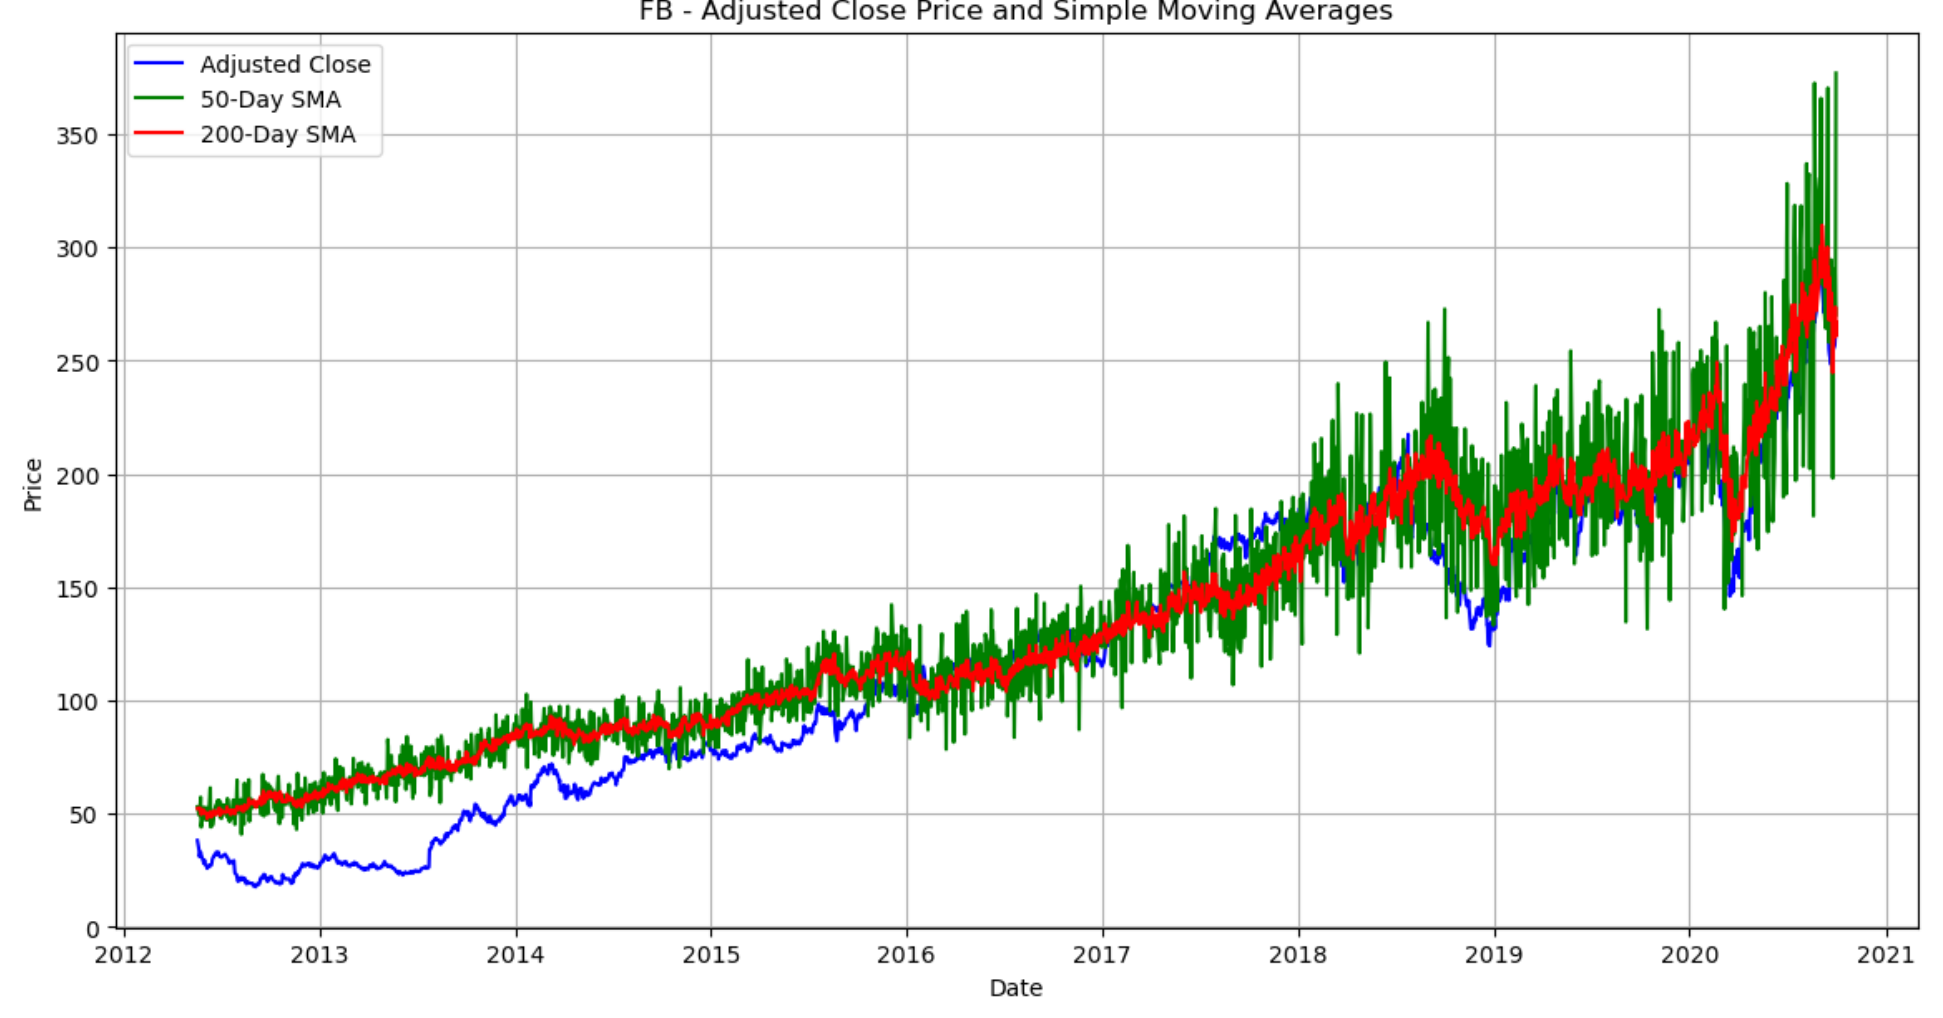 FB - Adjusted Close Price and Simple Moving Averages
Adjusted Close
50-Day SMA
200-Day SMA
350
300
250
200
150
100
50
0
Price
2012 2013 2014 2015 2016 2017 2018 2019 2020 2021
Date